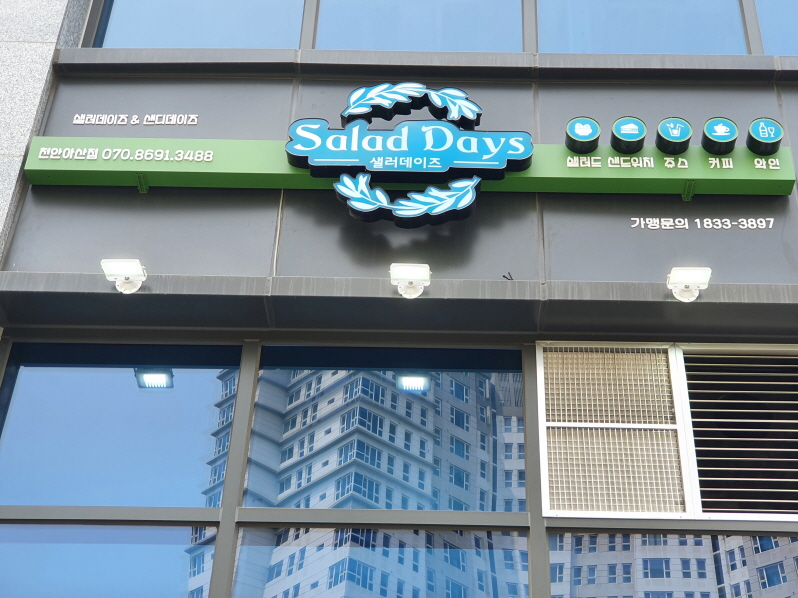 샐러데이즈 & 샌디데이즈
천안아산점 070.8691.3488
Salad Days
샐러데이즈
샐러드 샌드위치 쥬스 커피 와인
가맹문의 1833-3897